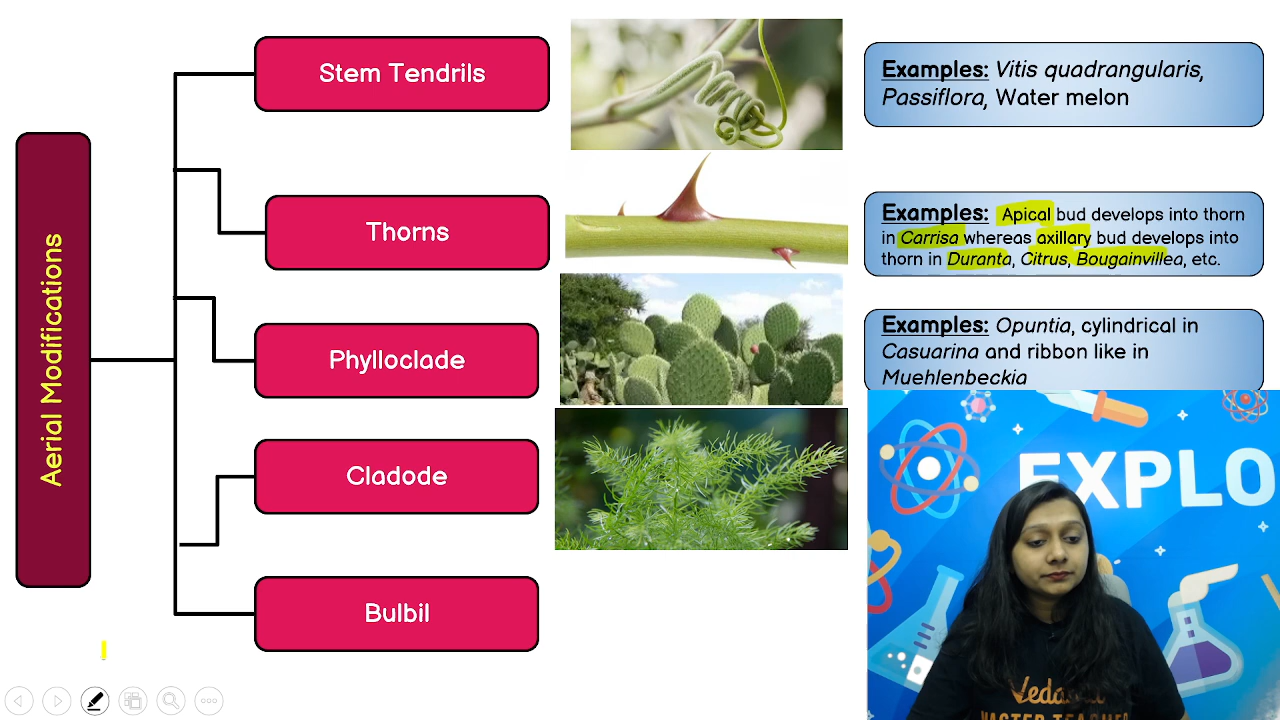 Aerial Modifications
Stem Tendrils
Examples: Vitis quadrangularis,
Passiflora, Water melon
Thorns
Examples: Apical bud develops into thorn
in Carrisa whereas axillary bud develops into
thorn in Duranta, Citrus, Bougainvillea, etc.
Phylloclade
Examples: Opuntia, cylindrical in
Casuarina and ribbon like in
Muehlenbeckia
Cladode
Bulbil
EXPLO